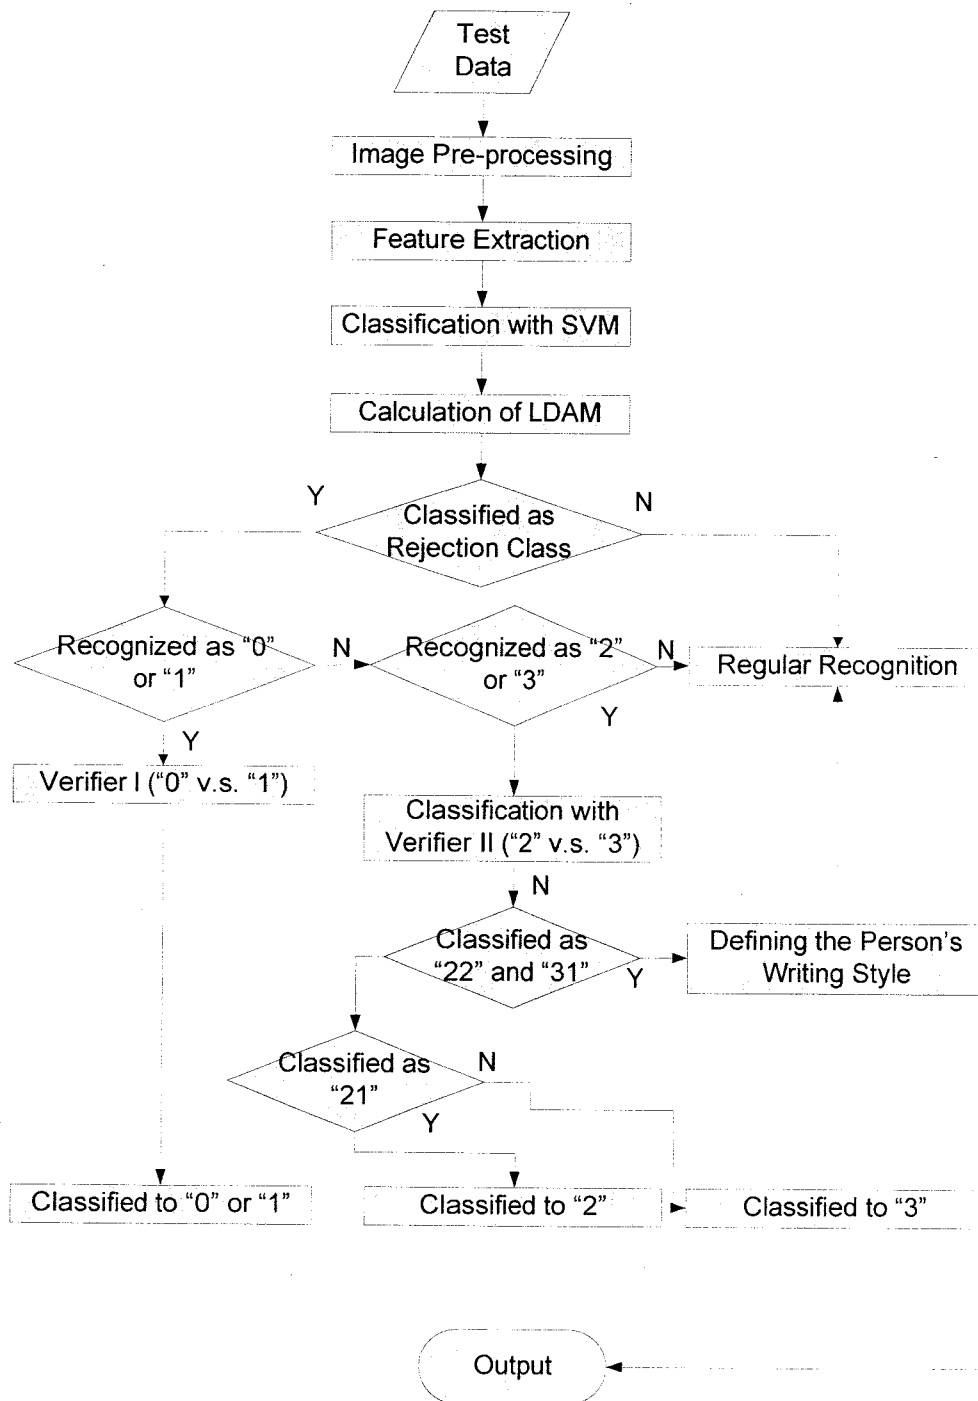 Test
Data
Image Pre-processing
Feature Extraction
Classification with SVM
Calculation of LDAM
Y
N
Classified as
Rejection Class
Recognized as “0”
or “1”
N
Recognized as “2”
or “3”
N
Regular Recognition
Y
Y
Verifier I (“0” v.s. “1”)
Classification with
Verifier II (“2” v.s. “3”)
N
Classified as
“22” and “31”
Y
Defining the Person’s
Writing Style
Classified as
“21”
N
Y
Classified to “0” or “1”
Classified to “2”
Classified to “3”
Output